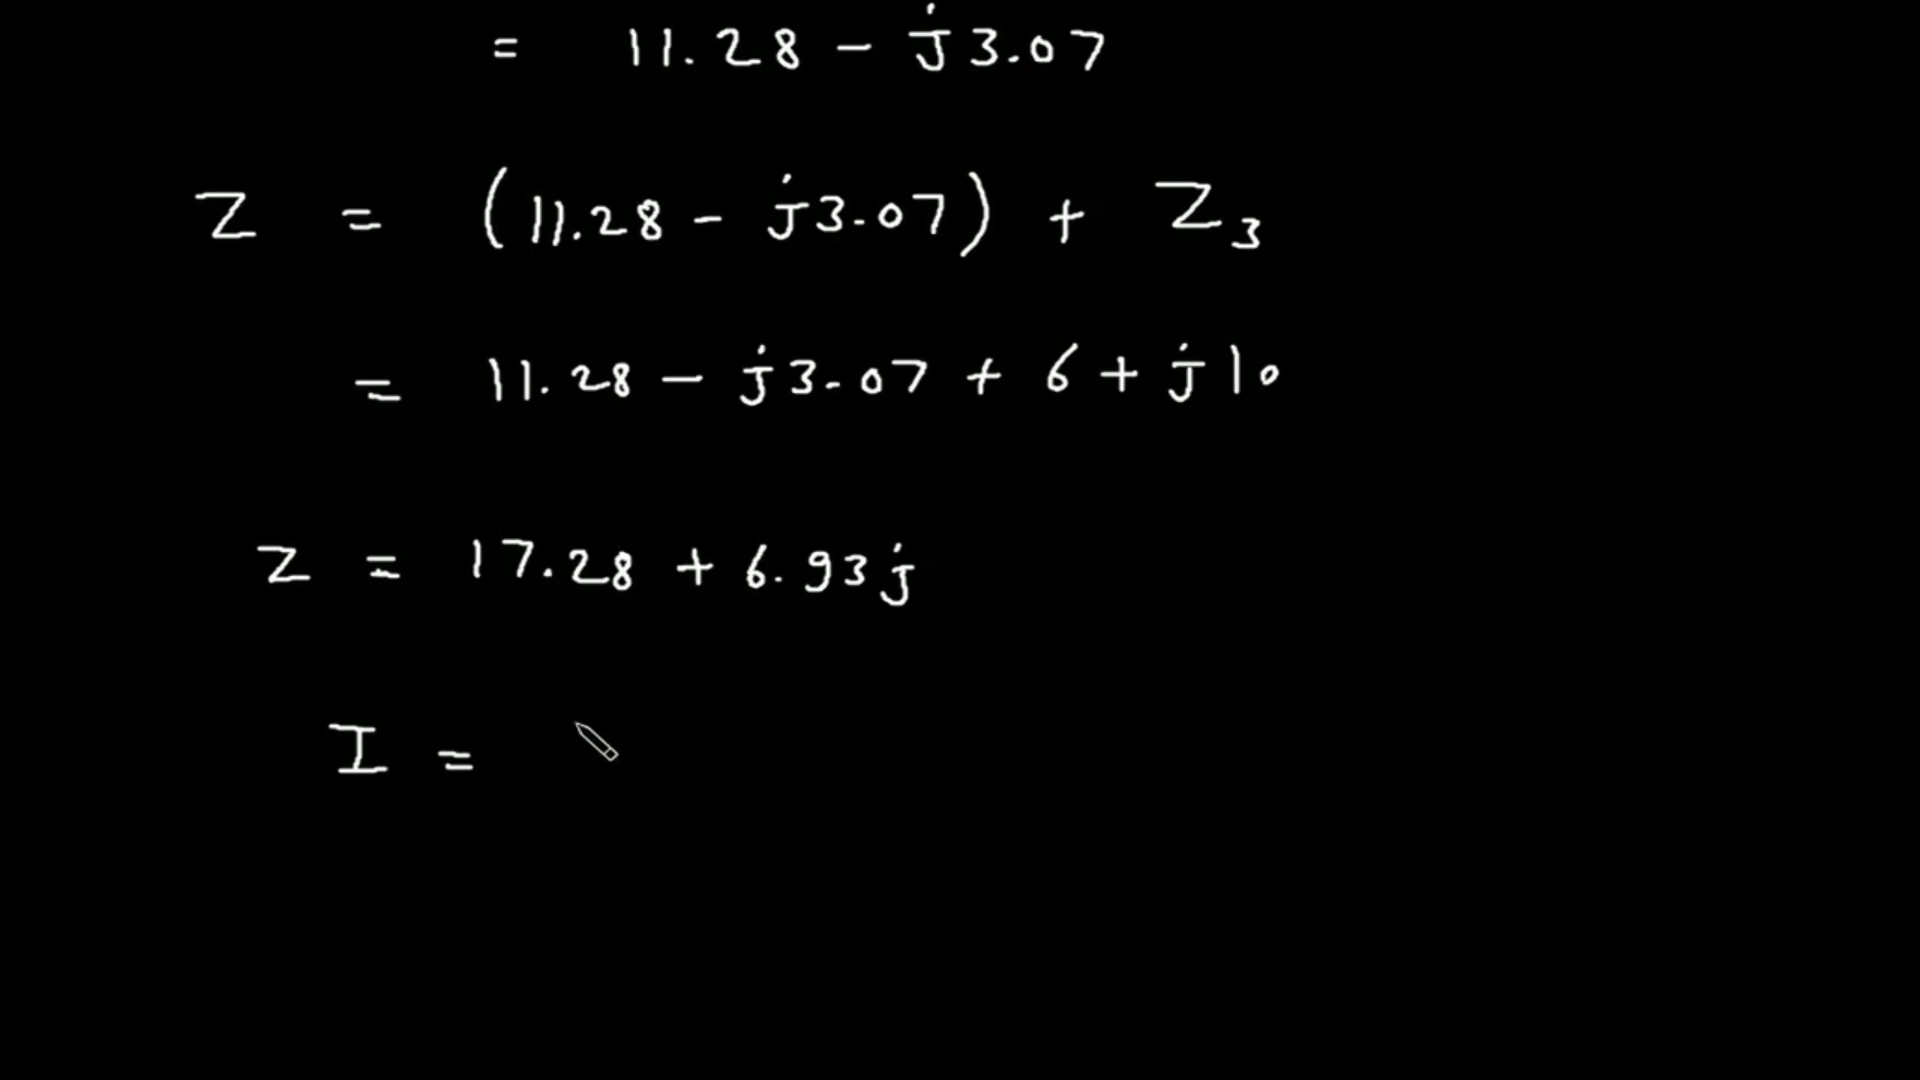 = 11.28 - j3.07
Z = (11.28 - j3.07) + Z₃
= 11.28 - j3.07 + 6 + j10
Z = 17.28 + 6.93j
I =